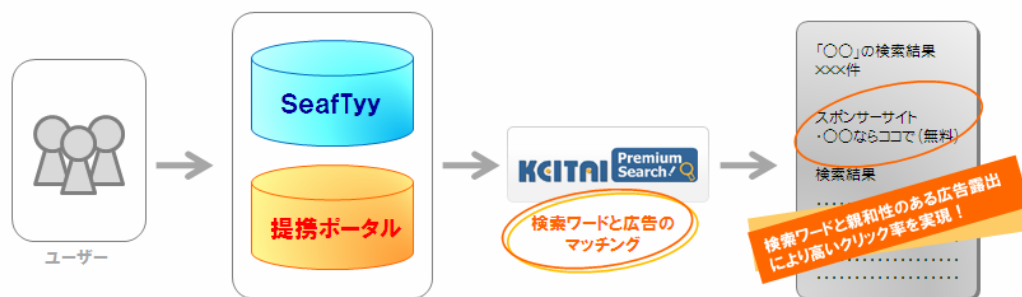 ユーザー
SeafTyy
提携ポータル
KEITAI Premium Search!
検索ワードと広告の
マッチング
「〇〇」の検索結果
×××件
スポンサーサイト
・〇〇ならココで(無料)
検索結果
検索ワードと親和性のある広告露出
により高いクリック率を実現!